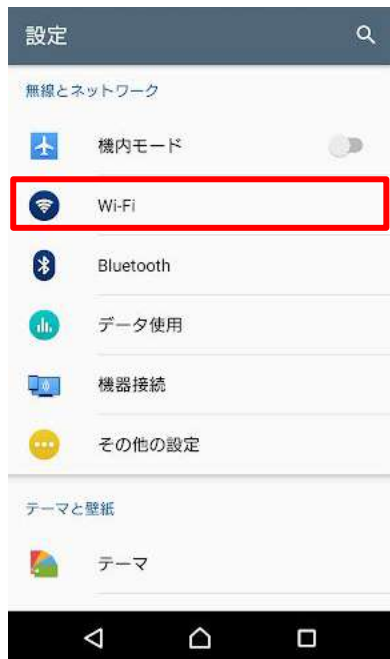 設定
無線とネットワーク
機内モード
Wi-Fi
Bluetooth
データ使用
機器接続
その他の設定
テーマと壁紙
テーマ